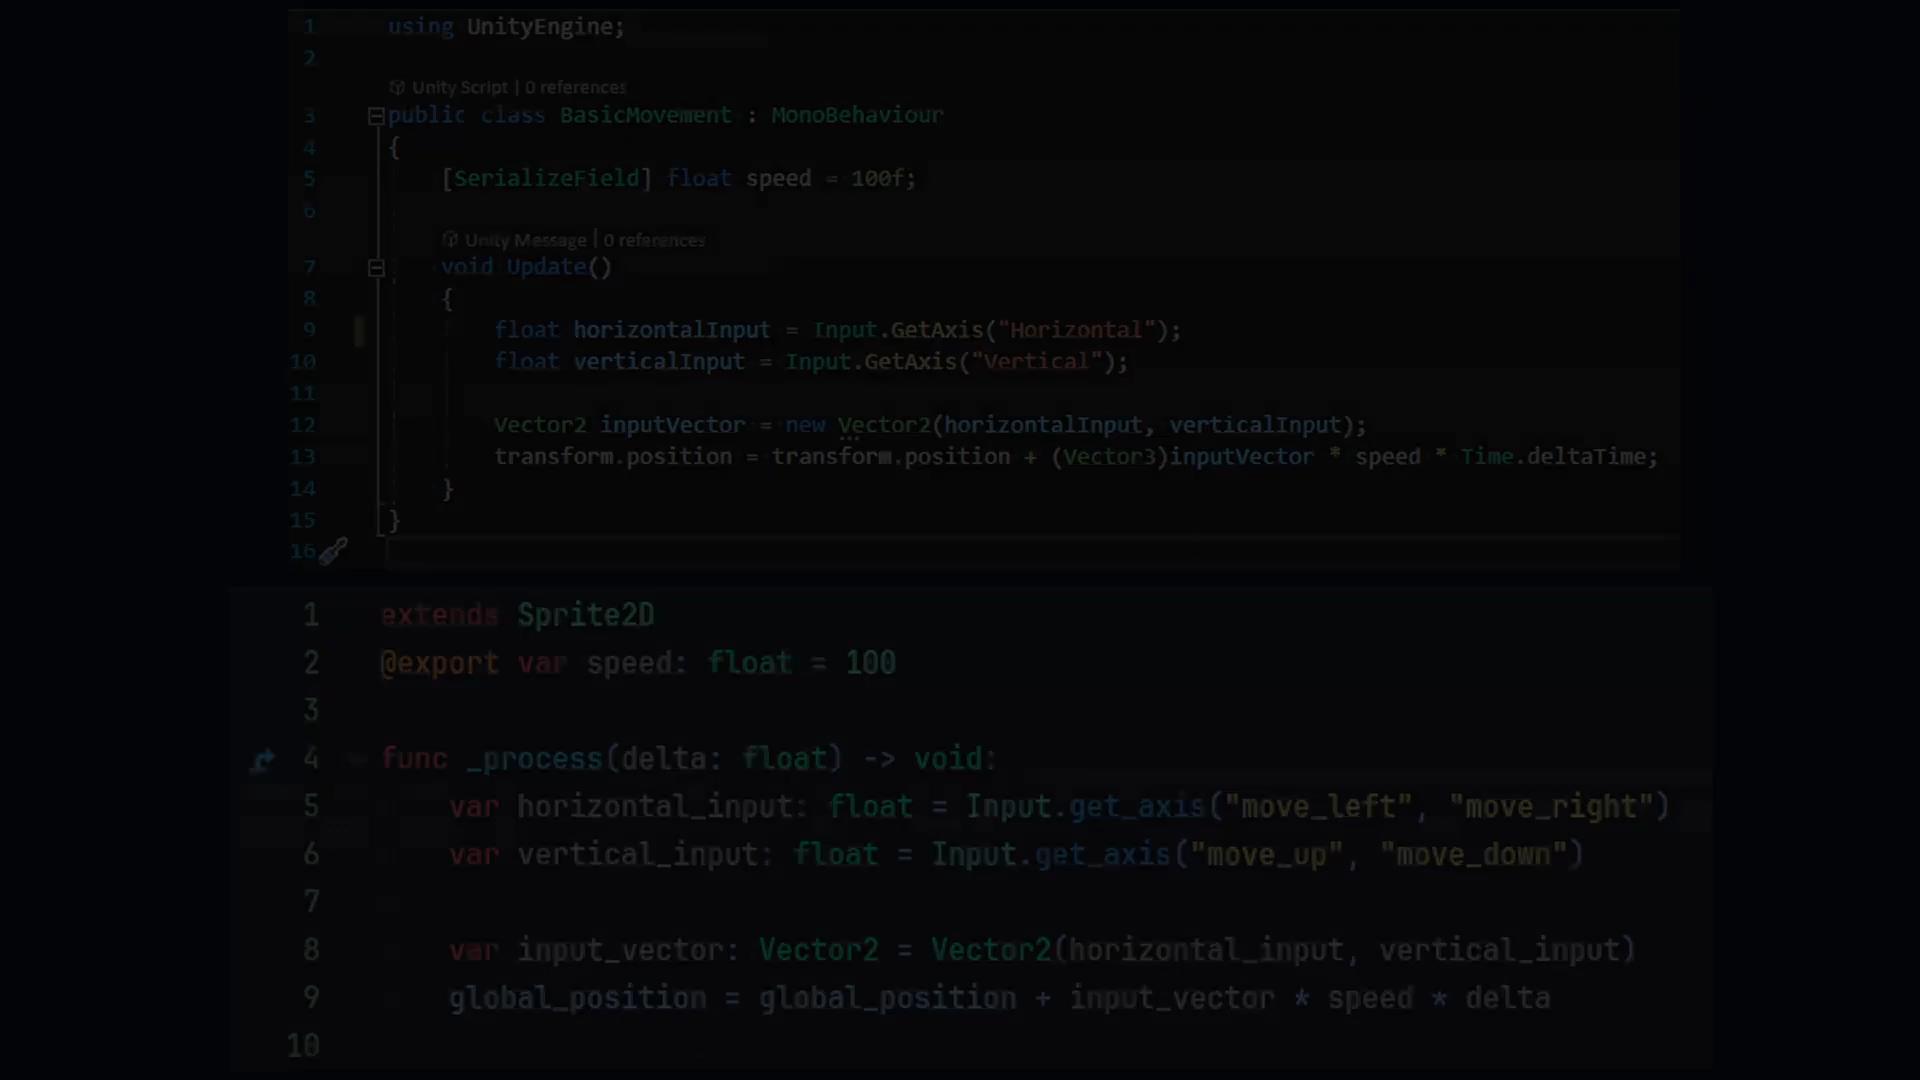 1 using UnityEngine;
2
Unity Script | 0 references
3 public class BasicMovement : MonoBehaviour
4 {
5 [SerializeField] float speed = 100f;
6
Unity Message | 0 references
7 void Update()
8 {
9 float horizontalInput = Input.GetAxis("Horizontal");
10 float verticalInput = Input.GetAxis("Vertical");
11
12 Vector2 inputVector = new Vector2(horizontalInput, verticalInput);
13 transform.position = transform.position + (Vector3)inputVector * speed * Time.deltaTime;
14 }
15 }
16
1 extends Sprite2D
2 @export var speed: float = 100
3
4 func _process(delta: float) -> void:
5 var horizontal_input: float = Input.get_axis("move_left", "move_right")
6 var vertical_input: float = Input.get_axis("move_up", "move_down")
7
8 var input_vector: Vector2 = Vector2(horizontal_input, vertical_input)
9 global_position = global_position + input_vector * speed * delta
10